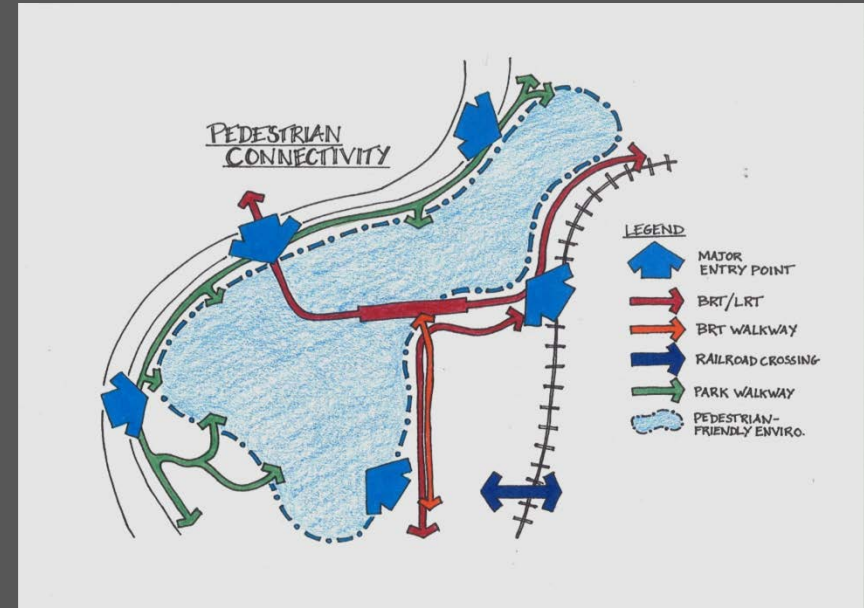 PEDESTRIAN
CONNECTIVITY
LEGEND
MAJOR
ENTRY POINT
BRT/LRT
BRT WALKWAY
RAILROAD CROSSING
PARK WALKWAY
PEDESTRIAN-
FRIENDLY ENVIRO.